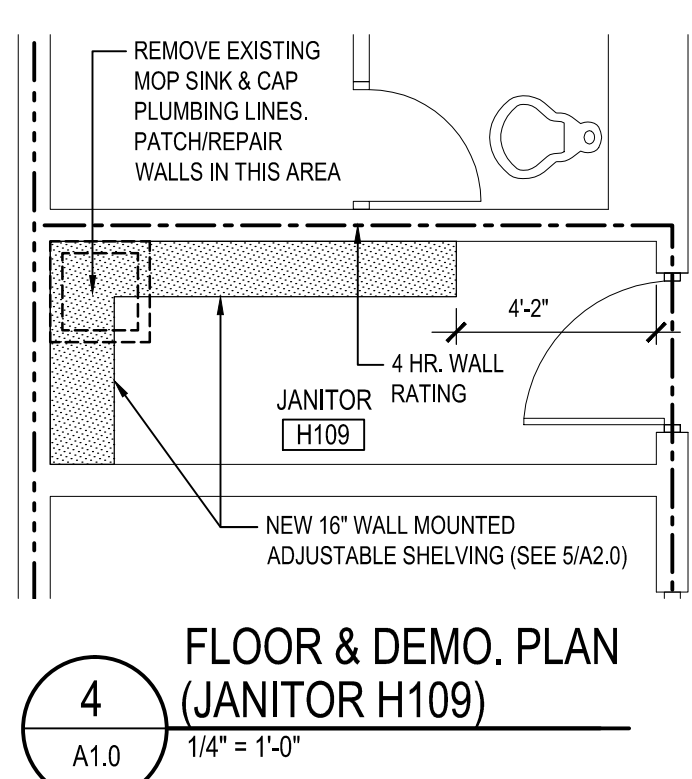 REMOVE EXISTING
MOP SINK & CAP
PLUMBING LINES.
PATCH/REPAIR
WALLS IN THIS AREA
4'-2"
4 HR. WALL
RATING
JANITOR
H109
NEW 16" WALL MOUNTED
ADJUSTABLE SHELVING (SEE 5/A2.0)
FLOOR & DEMO. PLAN
(JANITOR H109)
4
A1.0
1/4" = 1'-0"